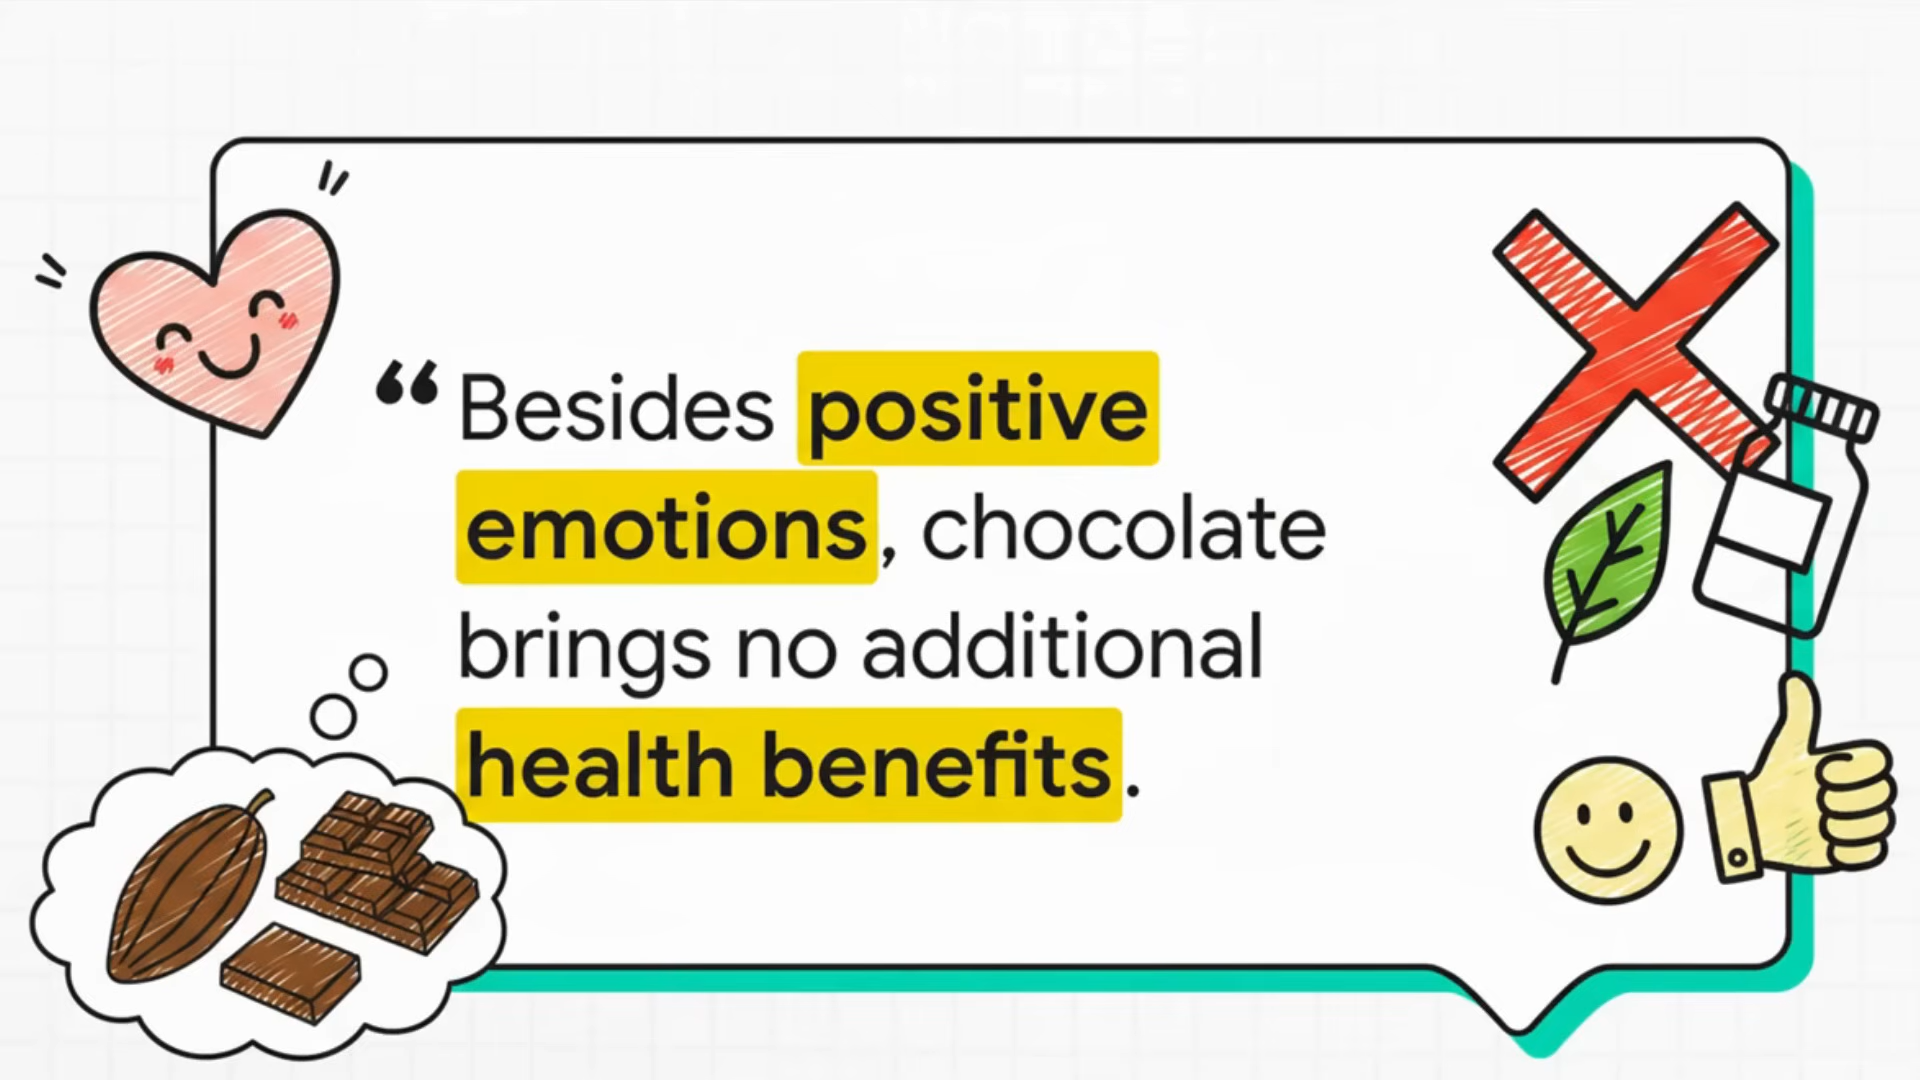 “Besides positive
emotions, chocolate
brings no additional
health benefits.